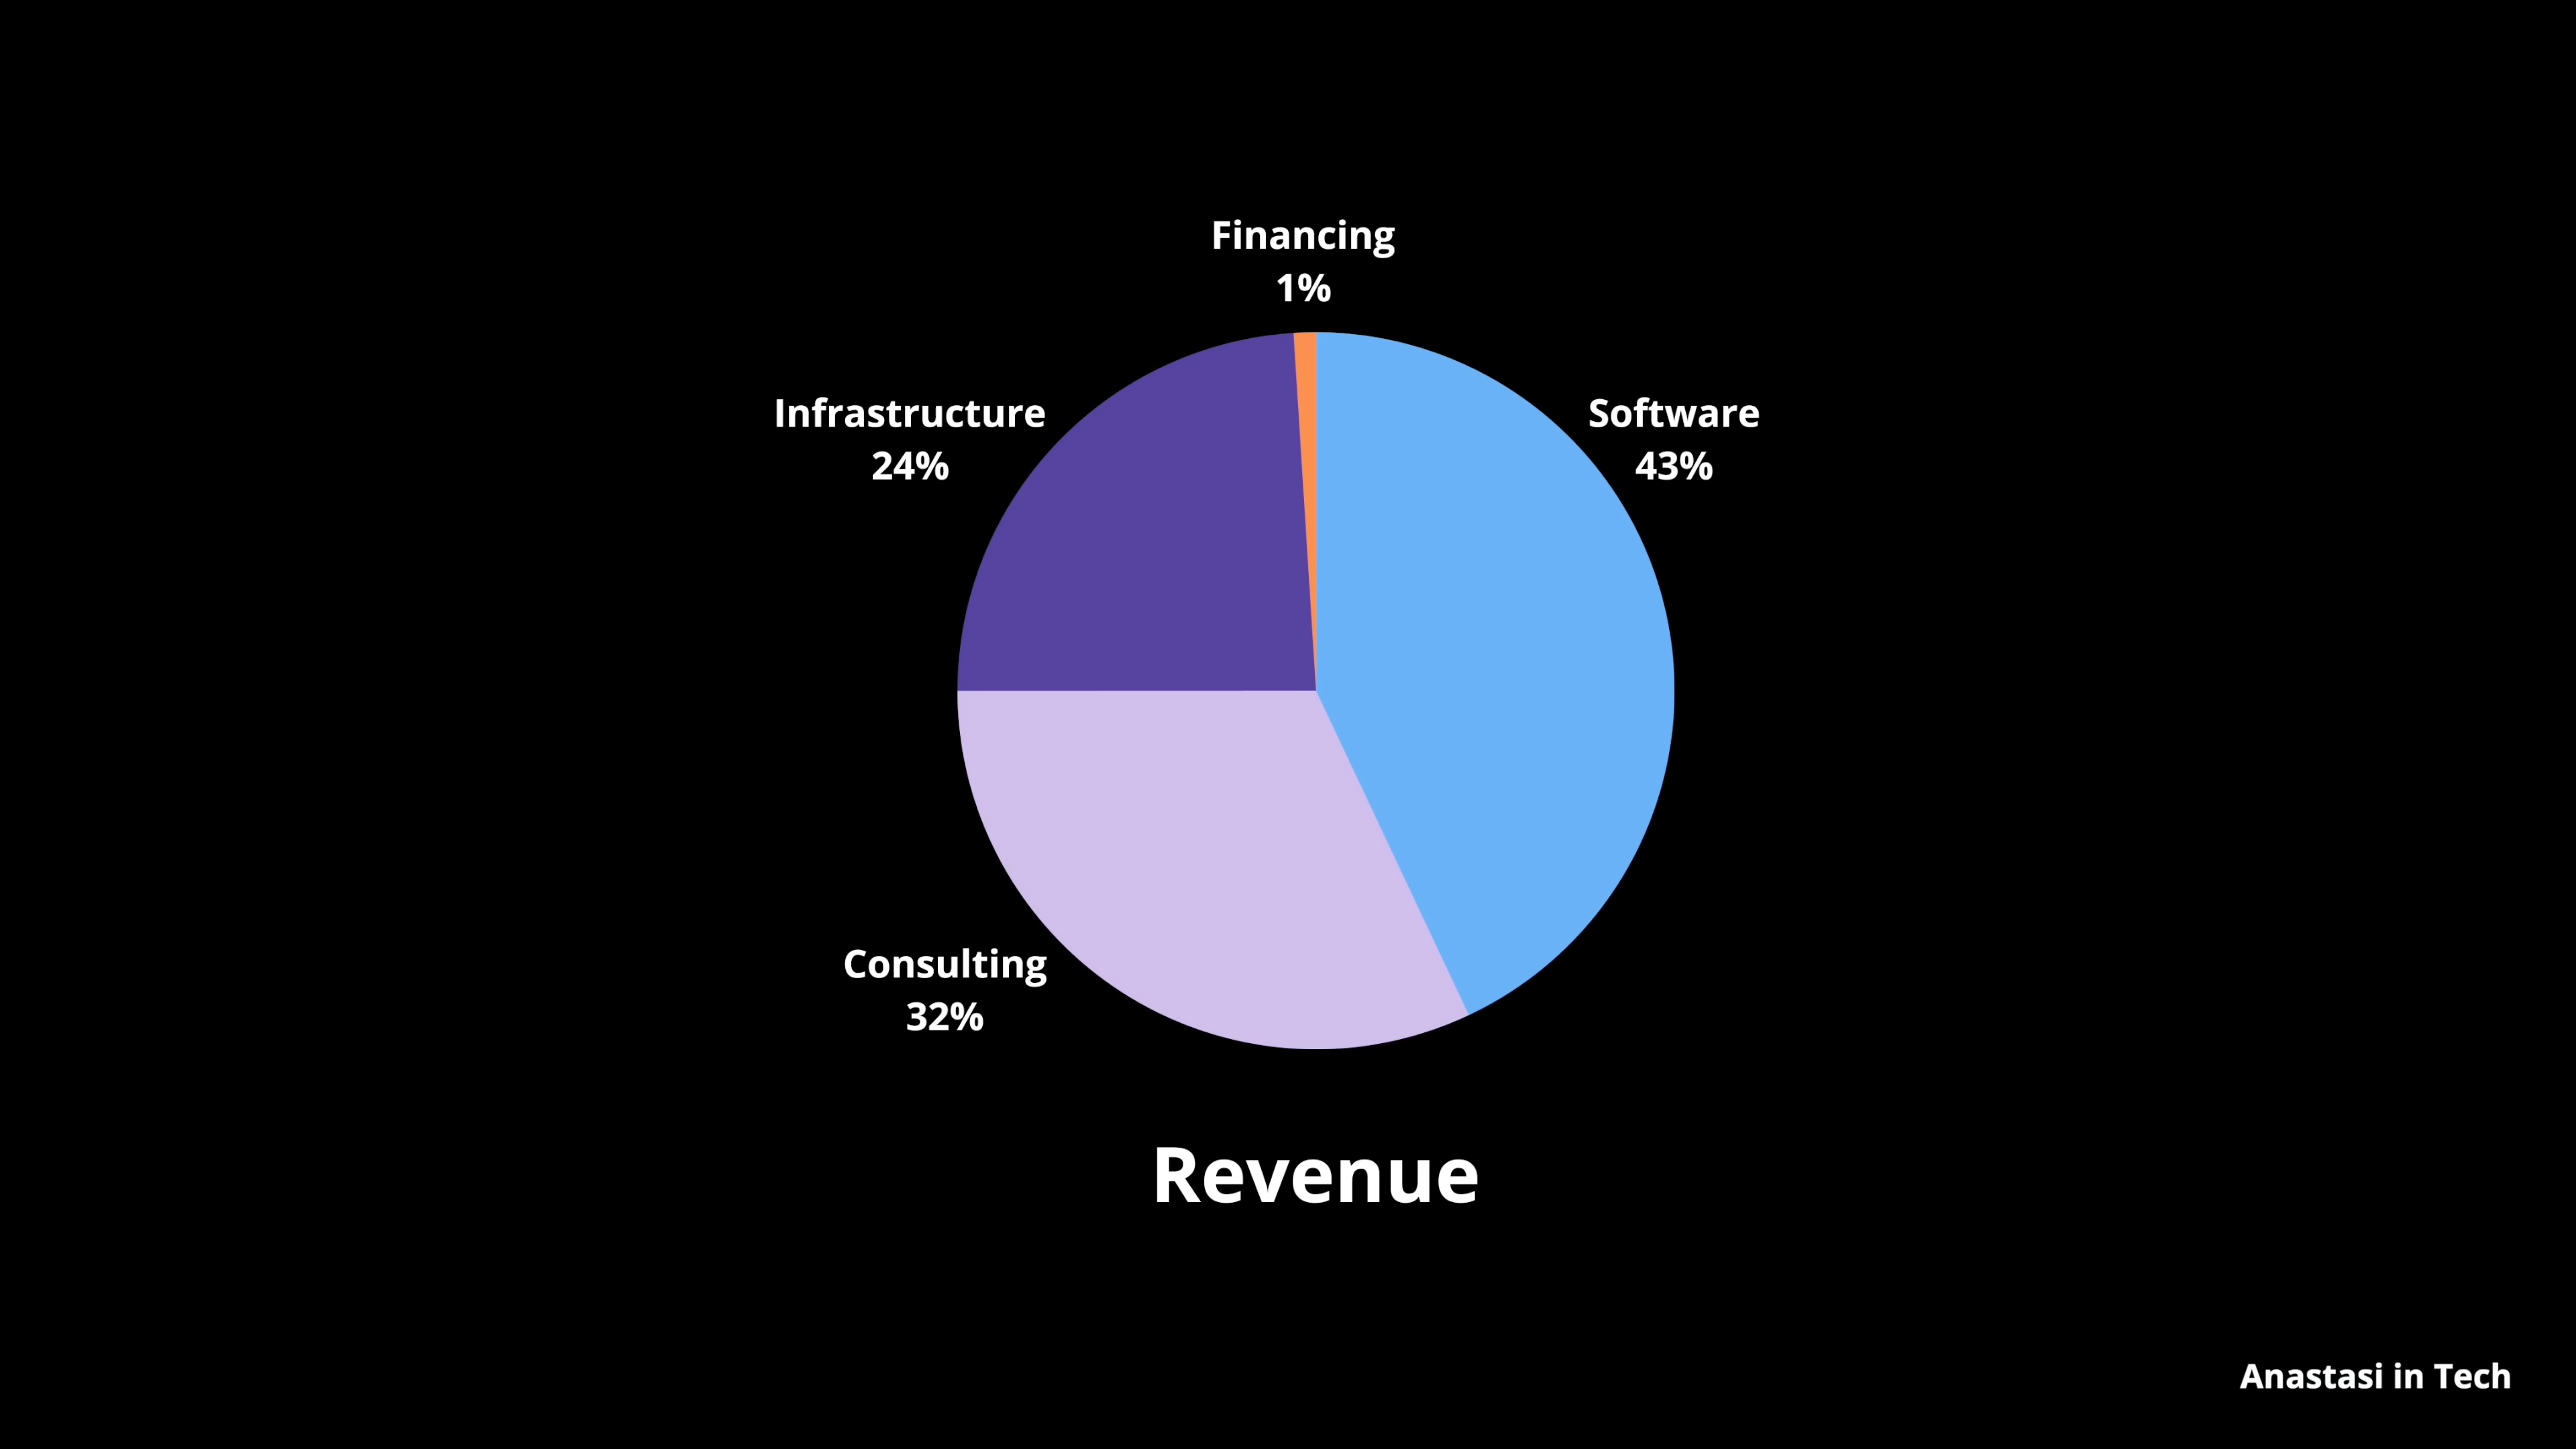 Financing
1%
Infrastructure
24%
Software
43%
Consulting
32%
Revenue
Anastasi in Tech